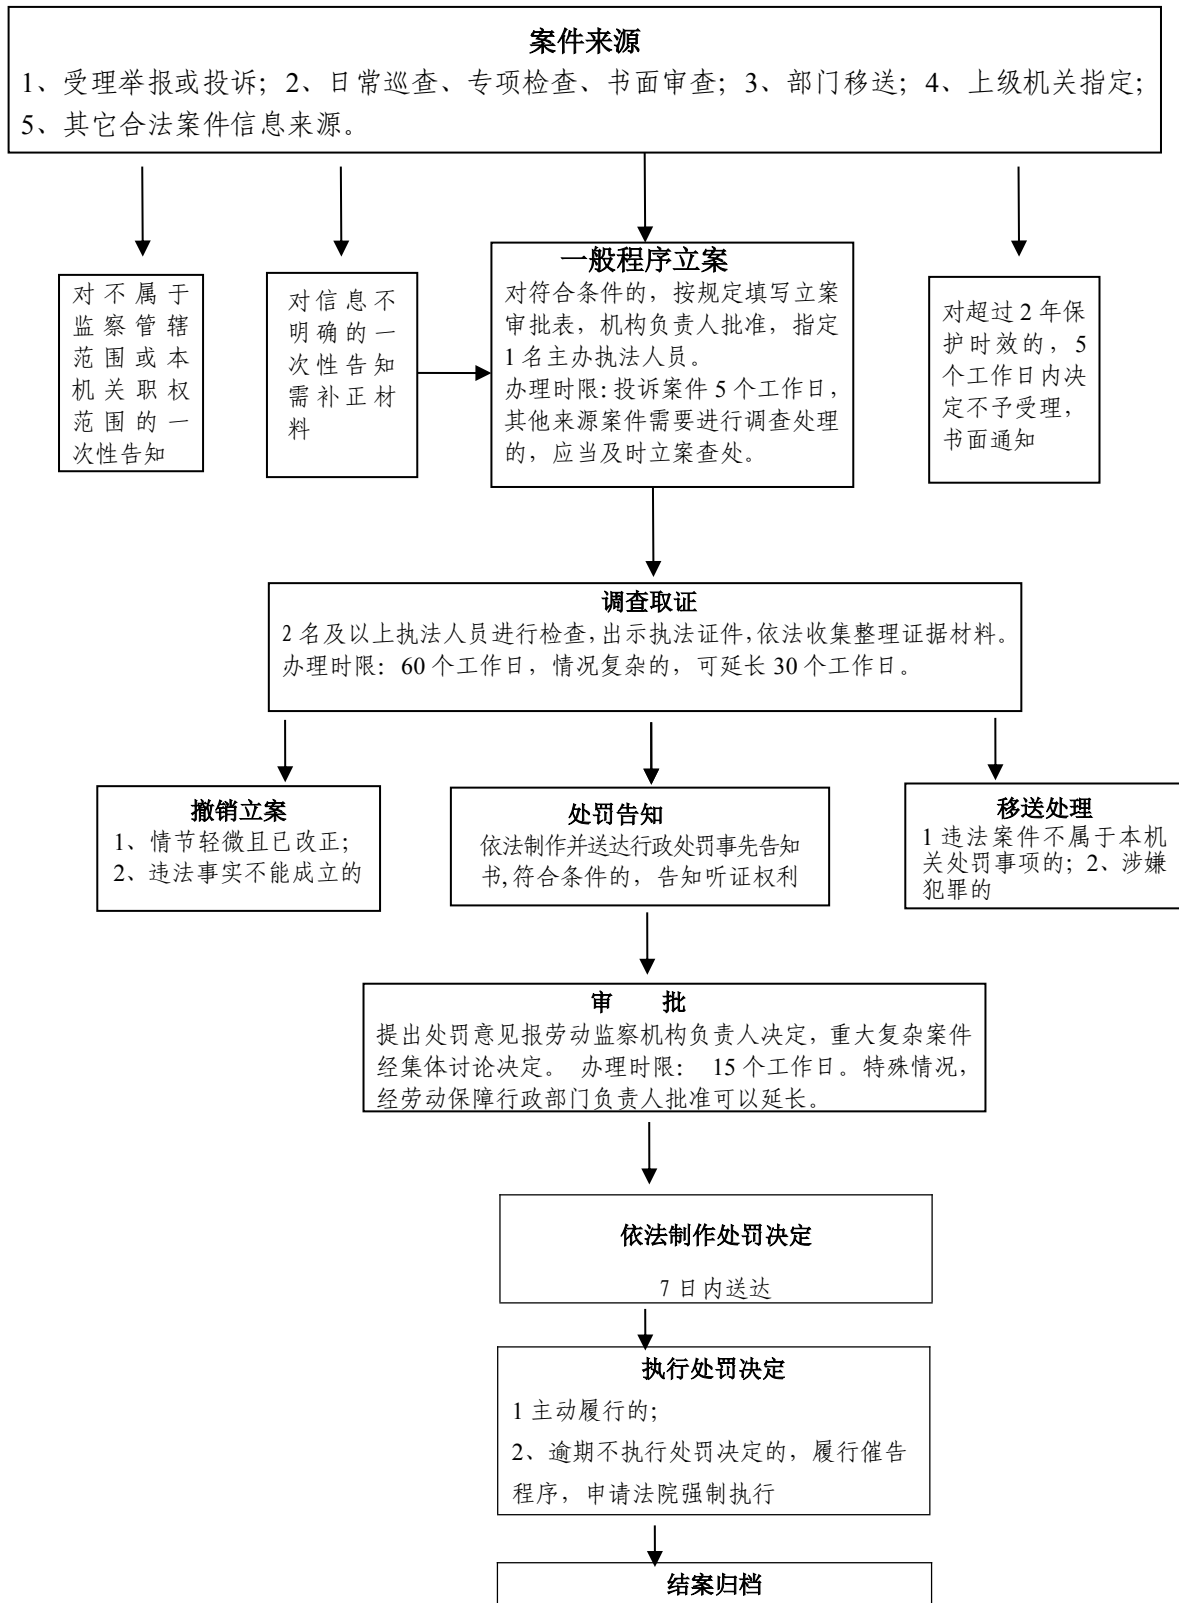 案件来源
1、受理举报或投诉；2、日常巡查、专项检查、书面审查；3、部门移送；4、上级机关指定；
5、其它合法案件信息来源。
对不属于
监察管辖
范围或本
机关职权
范围的一
次性告知
对信息不
明确的一
次性告知
需补正材
料
一般程序立案
对符合条件的，按规定填写立案
审批表，机构负责人批准，指定
1名主办执法人员。
办理时限：投诉案件 5 个工作日，
其他来源案件需要进行调查处理
的，应当及时立案查处。
对超过 2 年保
护时效的，5
个工作日内决
定不予受理，
书面通知
调查取证
2 名及以上执法人员进行检查,出示执法证件,依法收集整理证据材料。
办理时限：60 个工作日，情况复杂的，可延长 30 个工作日。
撤销立案
1、情节轻微且已改正；
2、违法事实不能成立的
处罚告知
依法制作并送达行政处罚事先告知
书,符合条件的，告知听证权利
移送处理
1 违法案件不属于本机
关处罚事项的；2、涉嫌
犯罪的
审 批
提出处罚意见报劳动监察机构负责人决定，重大复杂案件
经集体讨论决定。 办理时限： 15 个工作日。特殊情况，
经劳动保障行政部门负责人批准可以延长。
依法制作处罚决定
7 日内送达
执行处罚决定
1 主动履行的；
2、逾期不执行处罚决定的，履行催告
程序，申请法院强制执行
结案归档